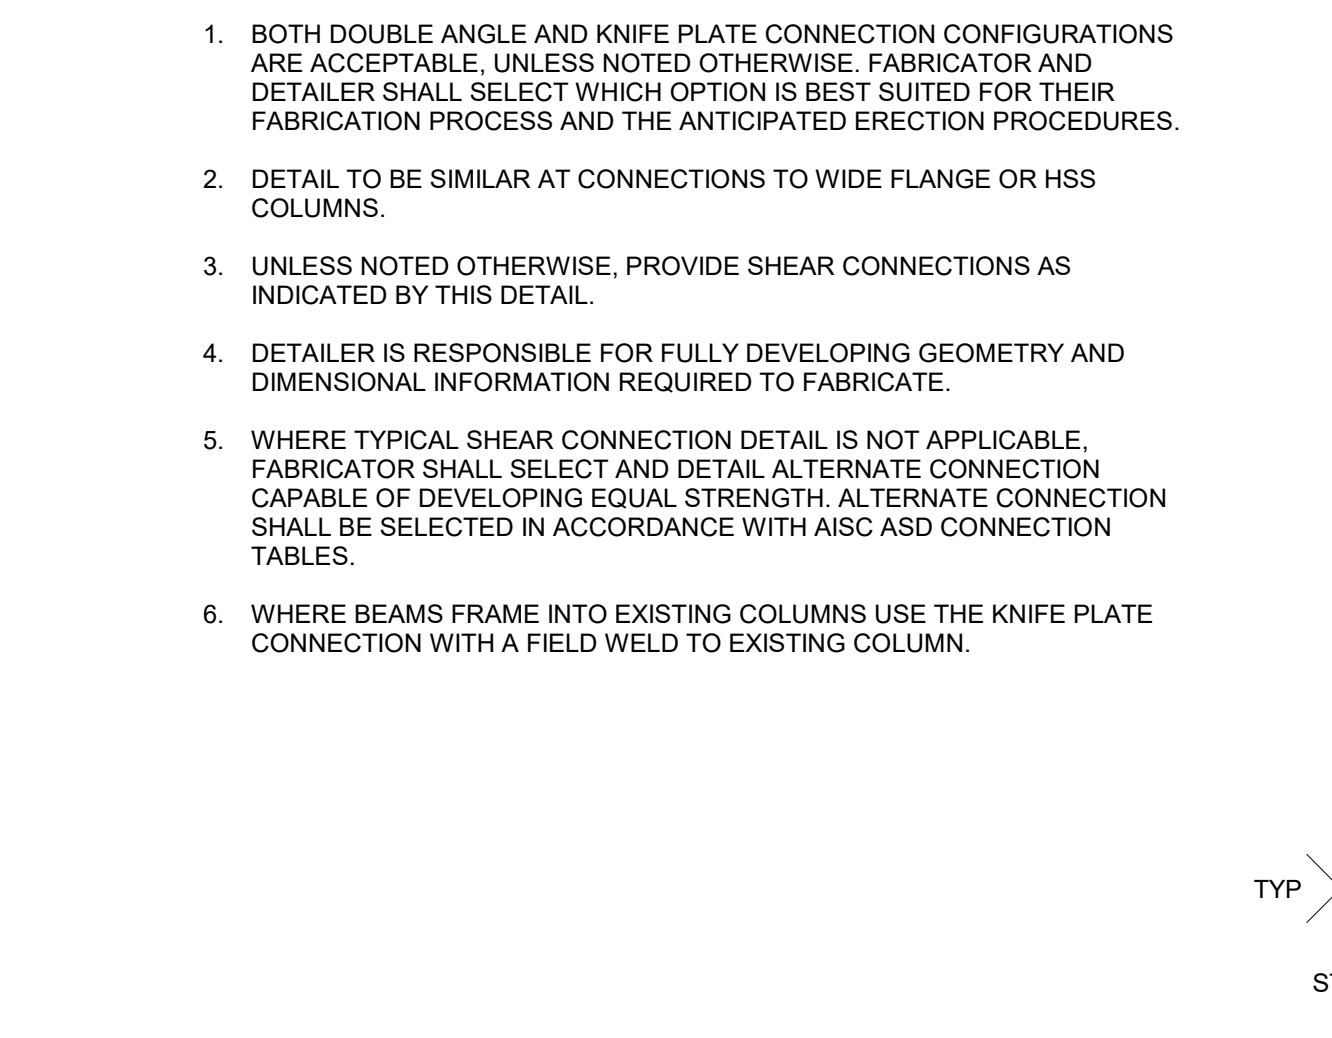 1. BOTH DOUBLE ANGLE AND KNIFE PLATE CONNECTION CONFIGURATIONS
ARE ACCEPTABLE, UNLESS NOTED OTHERWISE. FABRICATOR AND
DETAILER SHALL SELECT WHICH OPTION IS BEST SUITED FOR THEIR
FABRICATION PROCESS AND THE ANTICIPATED ERECTION PROCEDURES.
2. DETAIL TO BE SIMILAR AT CONNECTIONS TO WIDE FLANGE OR HSS
COLUMNS.
3. UNLESS NOTED OTHERWISE, PROVIDE SHEAR CONNECTIONS AS
INDICATED BY THIS DETAIL.
4. DETAILER IS RESPONSIBLE FOR FULLY DEVELOPING GEOMETRY AND
DIMENSIONAL INFORMATION REQUIRED TO FABRICATE.
5. WHERE TYPICAL SHEAR CONNECTION DETAIL IS NOT APPLICABLE,
FABRICATOR SHALL SELECT AND DETAIL ALTERNATE CONNECTION
CAPABLE OF DEVELOPING EQUAL STRENGTH. ALTERNATE CONNECTION
SHALL BE SELECTED IN ACCORDANCE WITH AISC ASD CONNECTION
TABLES.
6. WHERE BEAMS FRAME INTO EXISTING COLUMNS USE THE KNIFE PLATE
CONNECTION WITH A FIELD WELD TO EXISTING COLUMN.
TYP